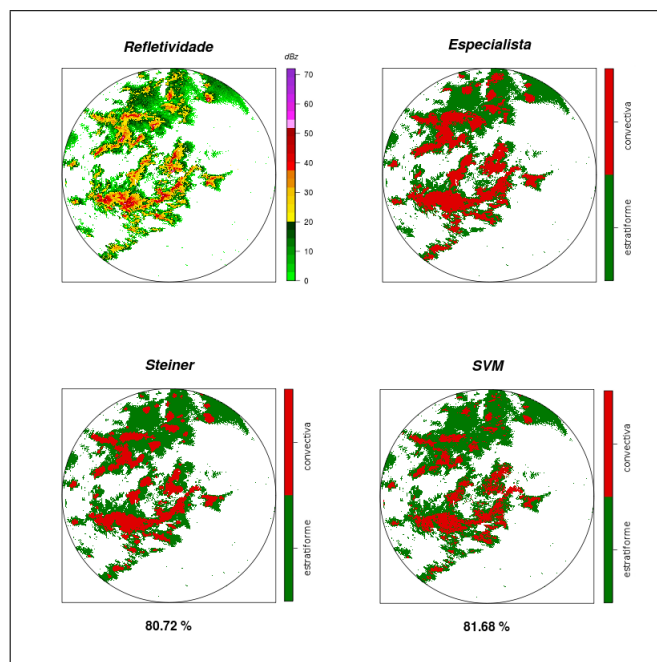 Refletividade
Especialista
dBz
70
60
50
40
30
20
10
0
convectiva
estratiforme
Steiner
SVM
convectiva
estratiforme
convectiva
estratiforme
80.72 %
81.68 %